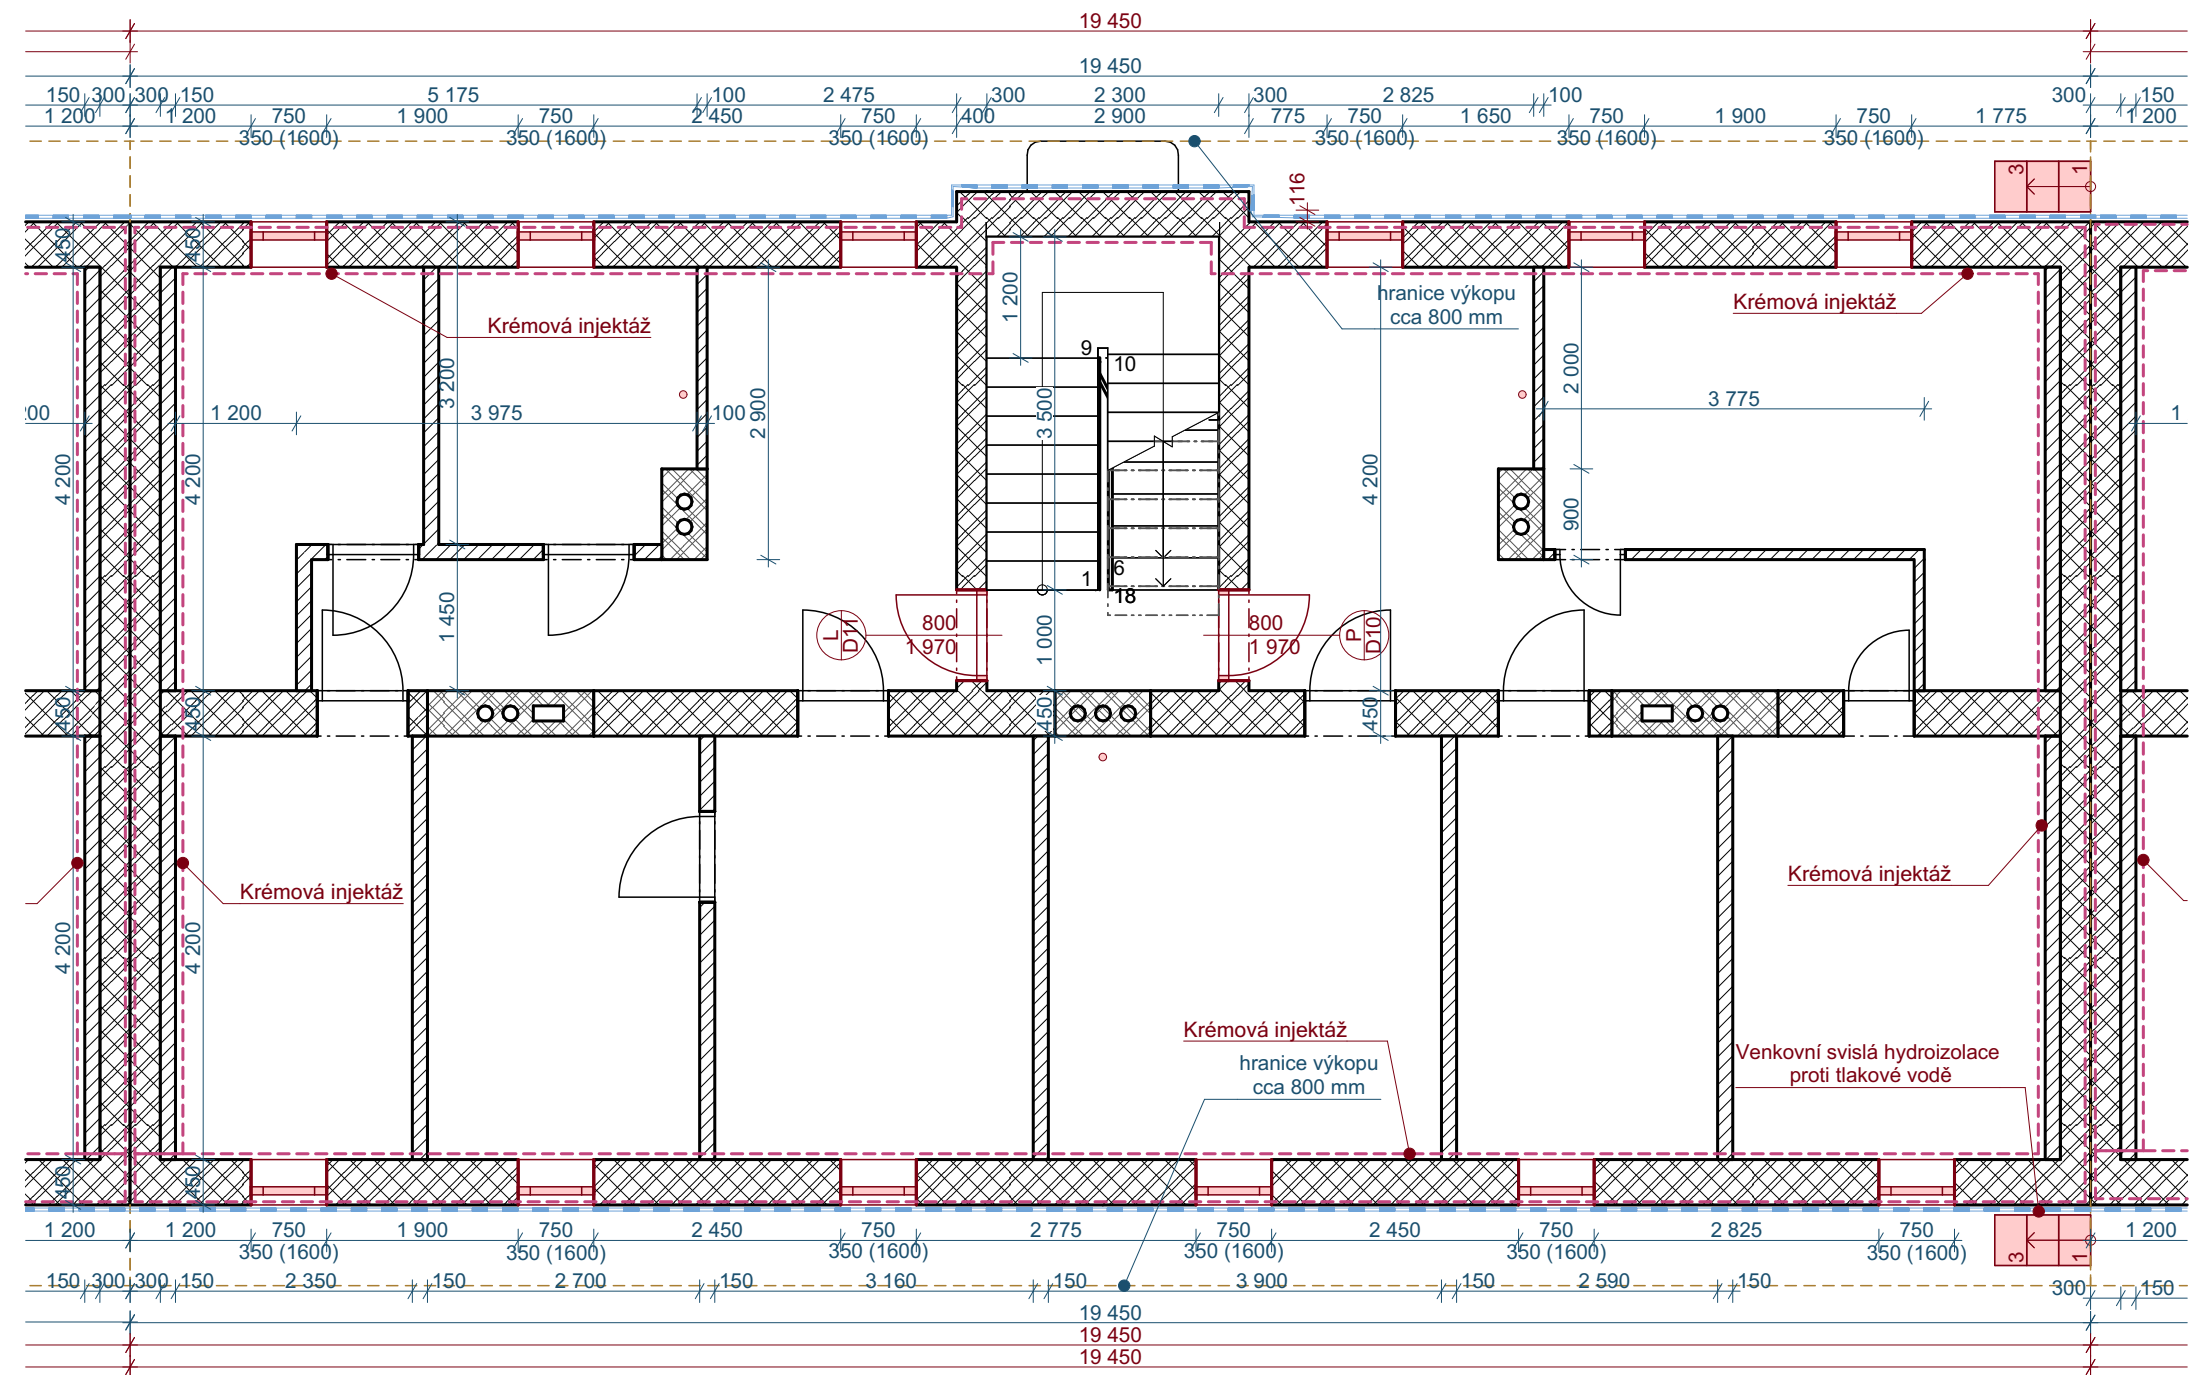 19 450
19 450
150 300 300 150 5 175 100 2 475 300 2 300 300 2 825 100 300 150
1 200 1 200 750 1 900 750 2 450 750 400 2 900 775 750 1 650 750 1 900 750 1 775 1 200
350 (1600) 350 (1600) 350 (1600) 350 (1600) 350 (1600) 350 (1600)
3 1
116
450 450
1 200
hranice výkopu
cca 800 mm
Krémová injektáž
Krémová injektáž
9
10
3 200
2 900
3 500
2 000
1 200 3 975 100
3 775
1
4 200 4 200
4 200
900
1 450
1 000
1
6
18
L
D11
800
1 970
800
1 970
P
D10
450 450 450 450
Krémová injektáž
Krémová injektáž
4 200 4 200
Krémová injektáž
hranice výkopu
cca 800 mm
Venkovní svislá hydroizolace
proti tlakové vodě
450 450
3 1
1 200 1 200 750 1 900 750 2 450 750 2 775 750 2 450 750 2 825 750 1 200
350 (1600) 350 (1600) 350 (1600) 350 (1600) 350 (1600) 350 (1600)
150 300 300 150 2 350 150 2 700 150 3 160 150 3 900 150 2 590 150 300 150
19 450
19 450
19 450